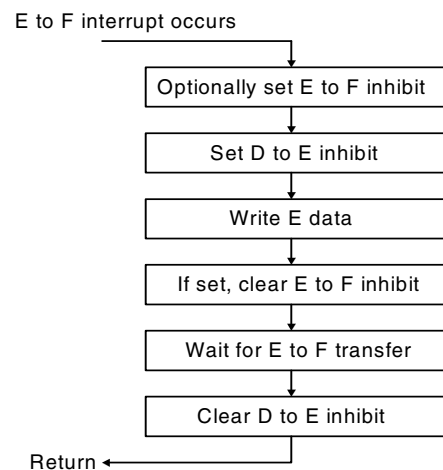 E to F interrupt occurs
Optionally set E to F inhibit
Set D to E inhibit
Write E data
If set, clear E to F inhibit
Wait for E to F transfer
Clear D to E inhibit
Return